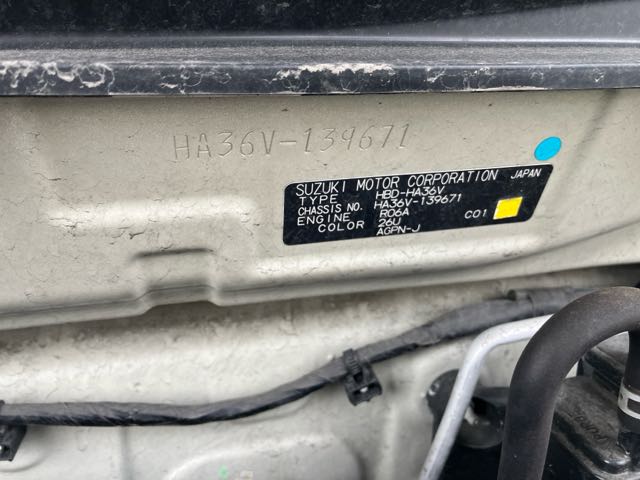 HA36V-139671
SUZUKI MOTOR CORPORATION JAPAN
TYPE HBD-HA36V
CHASSIS NO. HA36V-139671
ENGINE R06A C01
COLOR 26U
AGPN-J